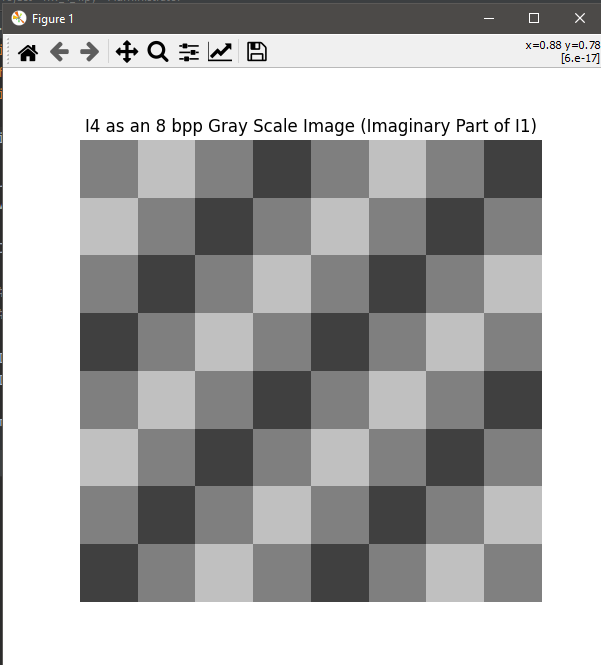 Figure 1
x=0.88 y=0.78
[6.e-17]
I4 as an 8 bpp Gray Scale Image (Imaginary Part of I1)